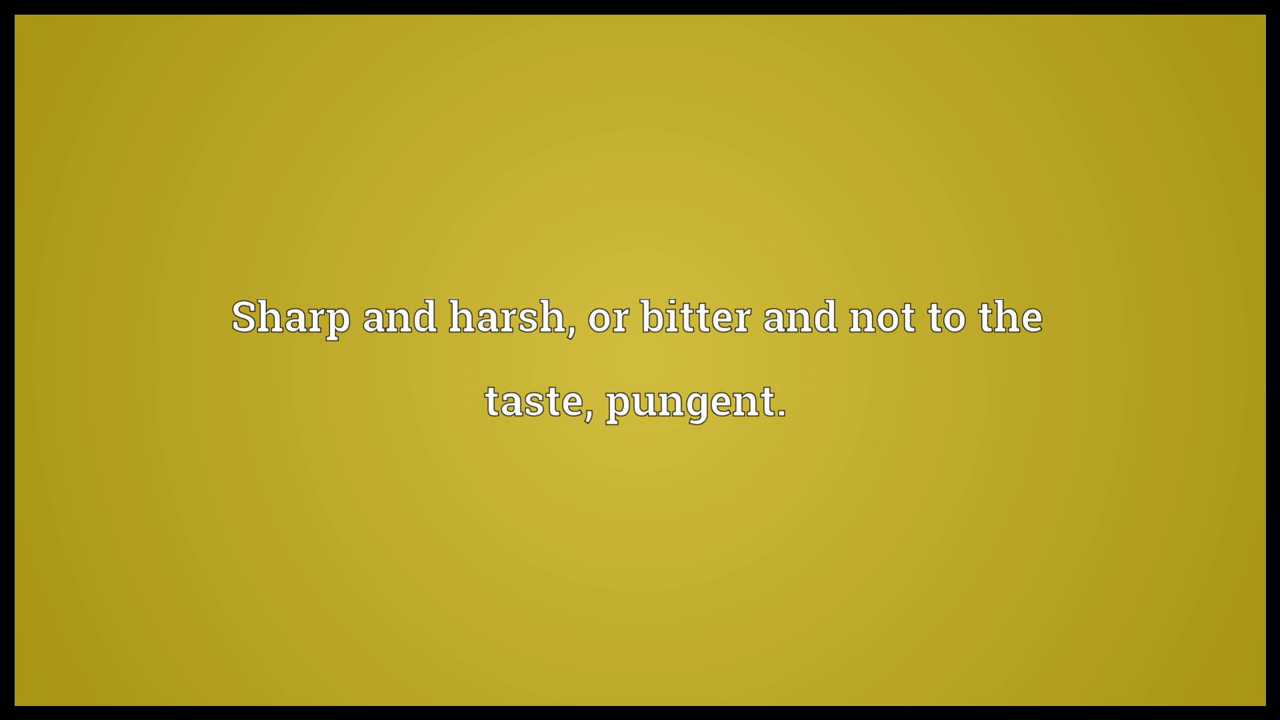 Sharp and harsh, or bitter and not to the
taste, pungent.